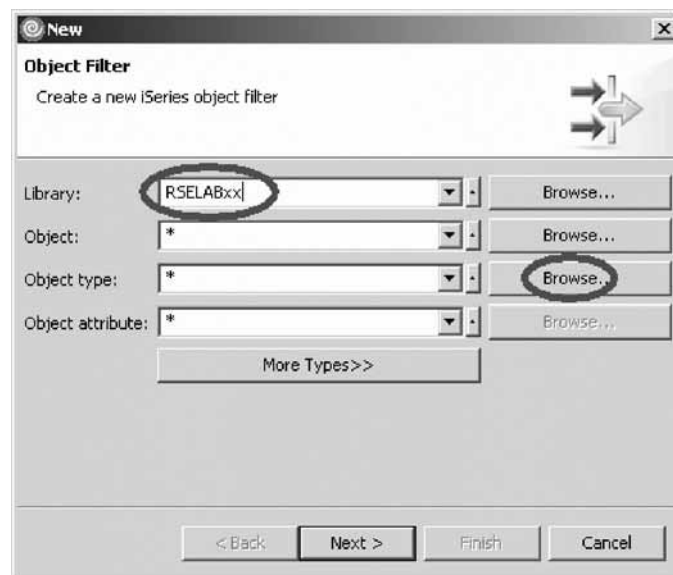 New
Object Filter
Create a new iSeries object filter
Library: RSELABxx Browse...
Object: * Browse...
Object type: * Browse...
Object attribute: * Browse...
More Types>>
< Back Next > Finish Cancel